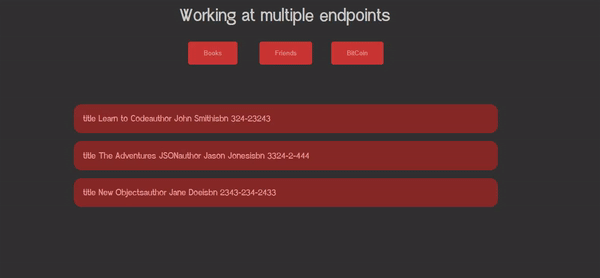 Working at multiple endpoints
Books Friends BitCoin
title Learn to Codeauthor John Smithisbn 324-23243
title The Adventures JSONauthor Jason Jonesisbn 3324-2-444
title New Objectsauthor Jane Doeisbn 2343-234-2433